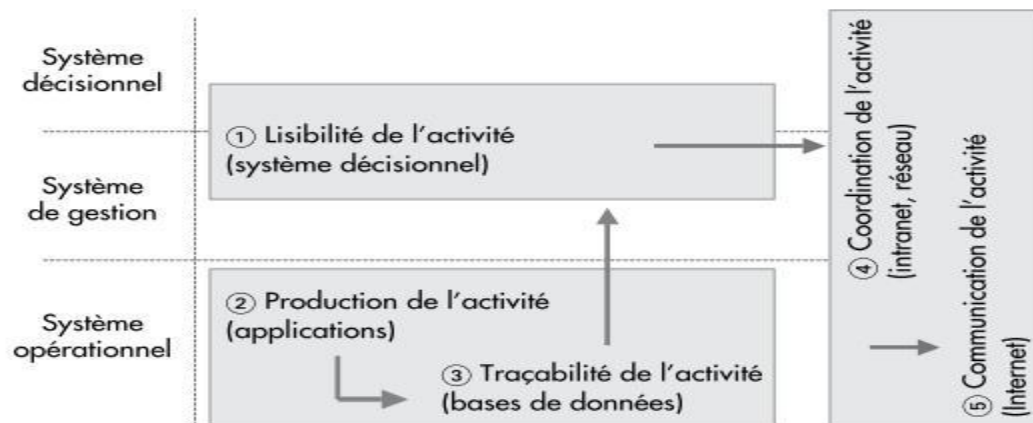 Système
décisionnel
① Lisibilité de l'activité
(système décisionnel)
Système
de gestion
② Production de l'activité
(applications)
Système
opérationnel
③ Traçabilité de l'activité
(bases de données)
④ Coordination de l'activité
(intranet, réseau)
⑤ Communication de l'activité
(Internet)